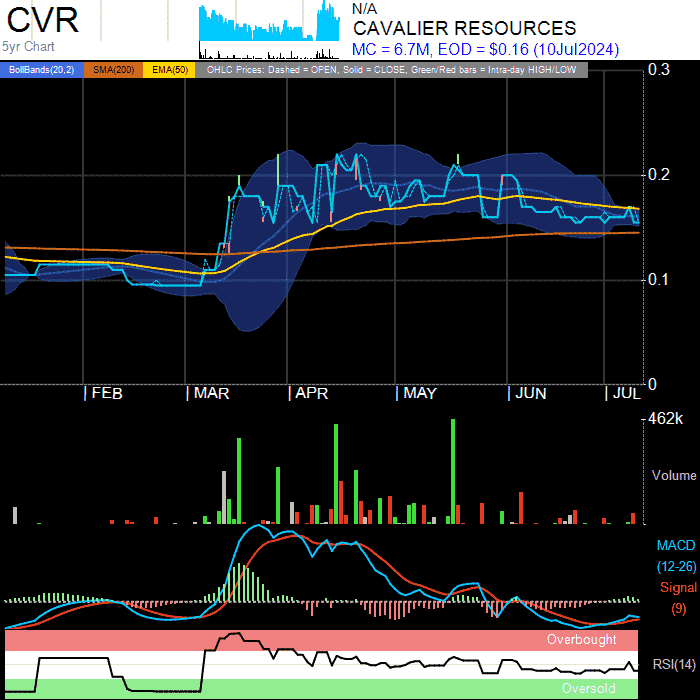 CVR
5yr Chart
N/A
CAVALIER RESOURCES
MC = 6.7M, EOD = $0.16 (10Jul2024)
BollBands(20,2) SMA(200) EMA(50) OHLC Prices: Dashed = OPEN, Solid = CLOSE, Green/Red bars = Intra-day HIGH/LOW
0.3
0.2
0.1
0
| FEB | MAR | APR | MAY | JUN | JUL
462k
Volume
MACD
(12-26)
Signal
(9)
Overbought
RSI(14)
Oversold